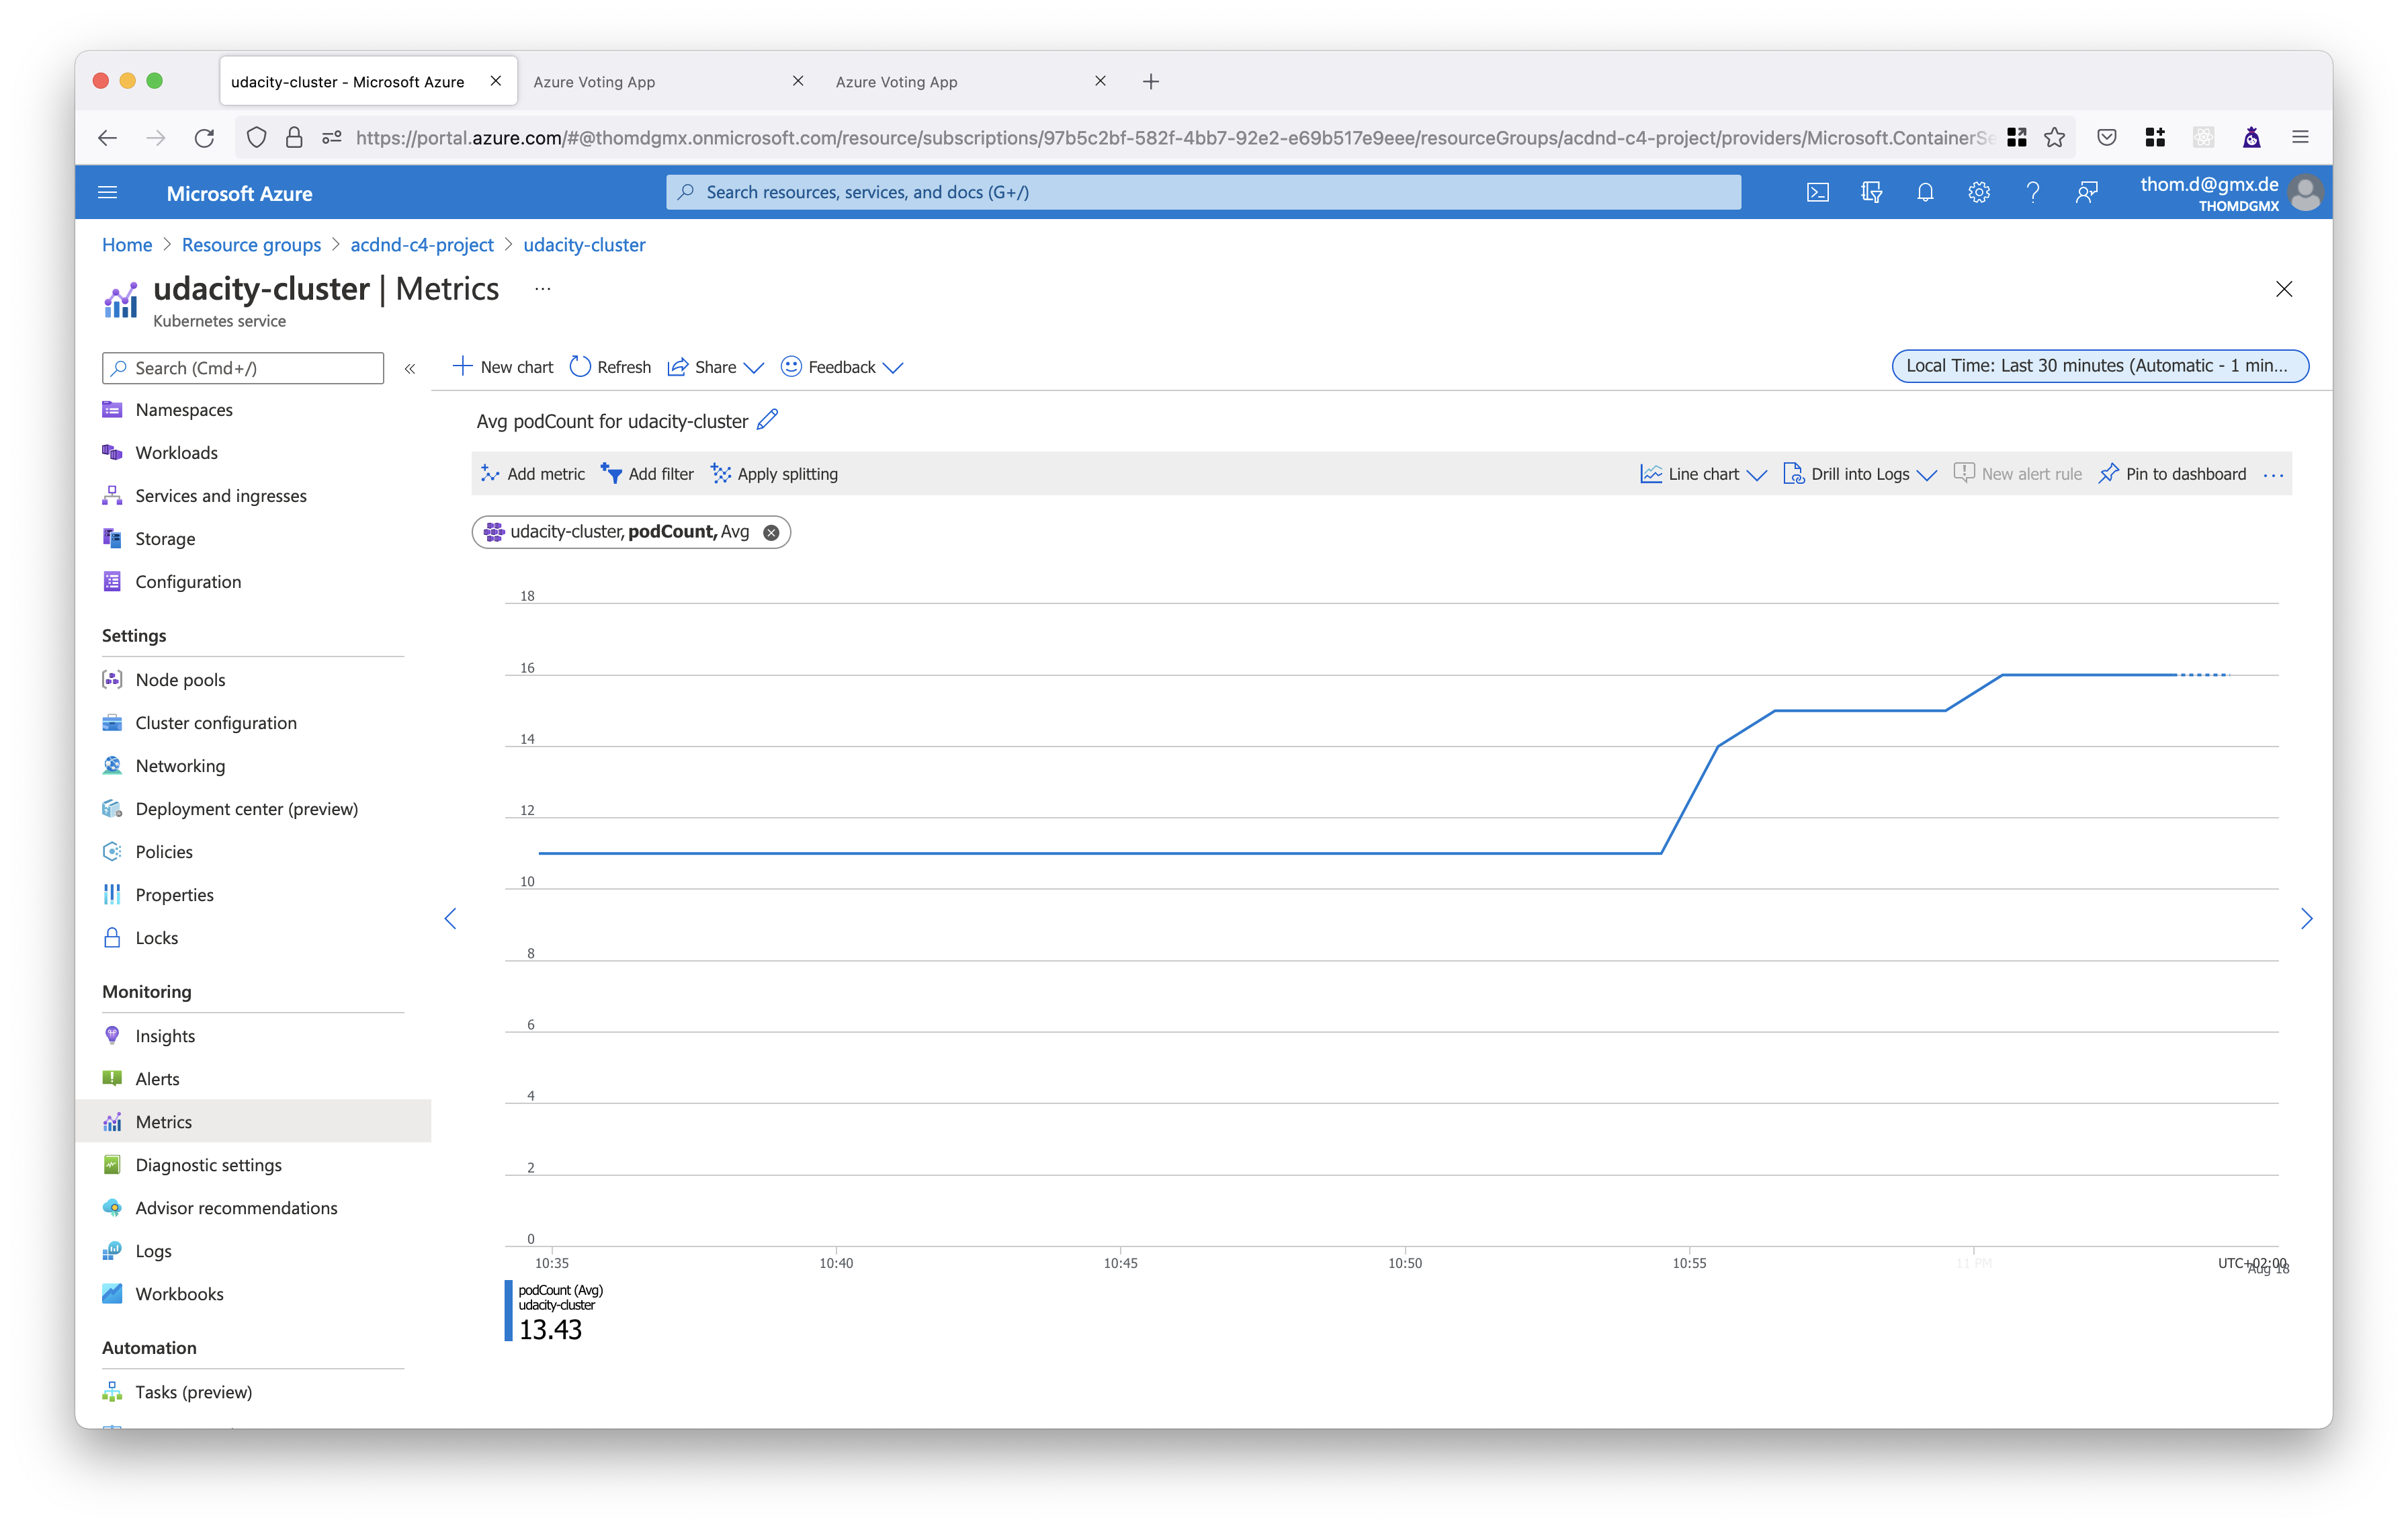 udacity-cluster - Microsoft Azure
Azure Voting App
Azure Voting App
https://portal.azure.com/#@thomdgmx.onmicrosoft.com/resource/subscriptions/97b5c2bf-582f-4bb7-92e2-e69b517e9eee/resourceGroups/acdnd-c4-project/providers/Microsoft.ContainerSe
Microsoft Azure
Search resources, services, and docs (G+/)
thom.d@gmx.de
THOMDGMX
Home > Resource groups > acdnd-c4-project > udacity-cluster
udacity-cluster | Metrics ...
Kubernetes service
Search (Cmd+/)
«
Namespaces
Workloads
Services and ingresses
Storage
Configuration
Settings
Node pools
Cluster configuration
Networking
Deployment center (preview)
Policies
Properties
Locks
Monitoring
Insights
Alerts
Metrics
Diagnostic settings
Advisor recommendations
Logs
Workbooks
Automation
Tasks (preview)
New chart
Refresh
Share
Feedback
Local Time: Last 30 minutes (Automatic - 1 min...
Avg podCount for udacity-cluster
Add metric
Add filter
Apply splitting
Line chart
Drill into Logs
New alert rule
Pin to dashboard
...
udacity-cluster, podCount, Avg
18
16
14
12
10
8
6
4
2
0
10:35
10:40
10:45
10:50
10:55
11 PM
UTC+02:00
Aug 18
podCount (Avg)
udacity-cluster
13.43